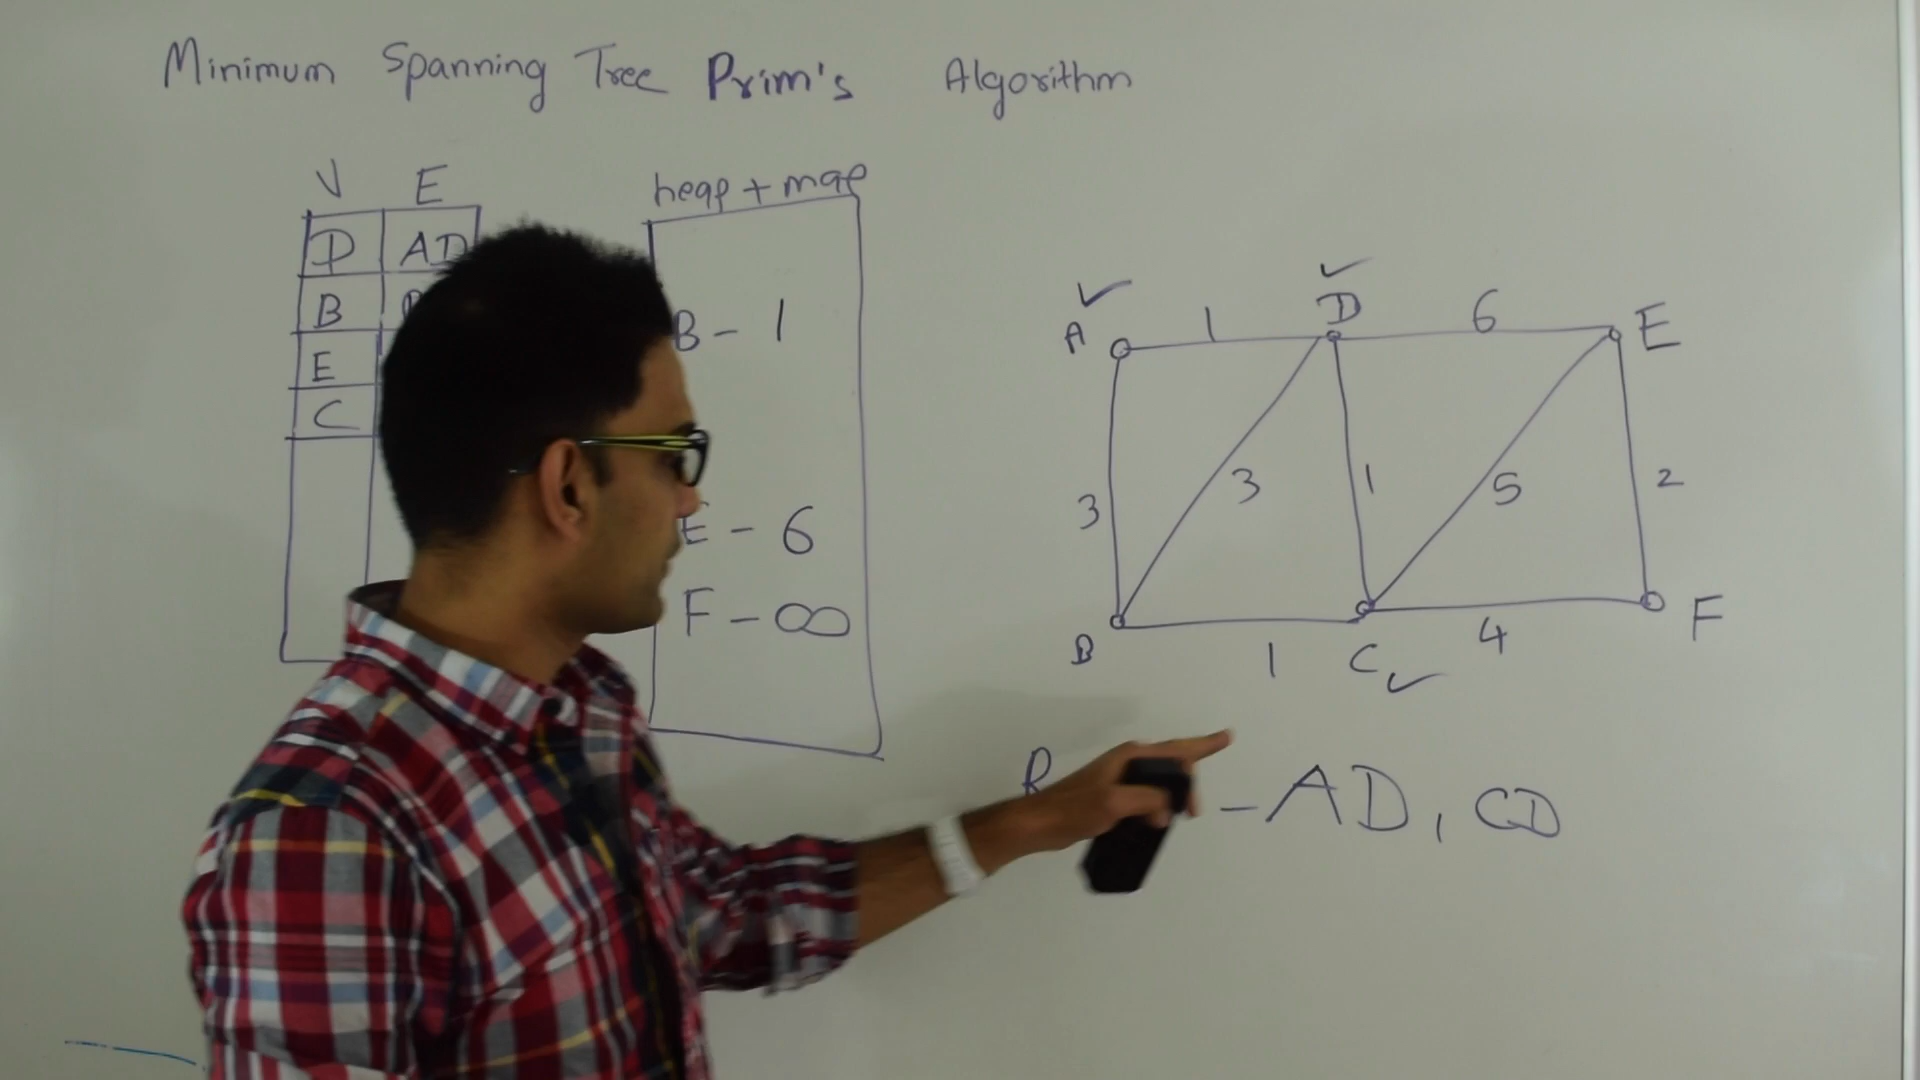 Minimum Spanning Tree Prim's Algorithm
V E
heap + map
D AD
B
B - 1
E
C
E - 6
F - ∞
A 1 D 6 E
3 3 1 5 2
B 1 C 4 F
R - AD, CD